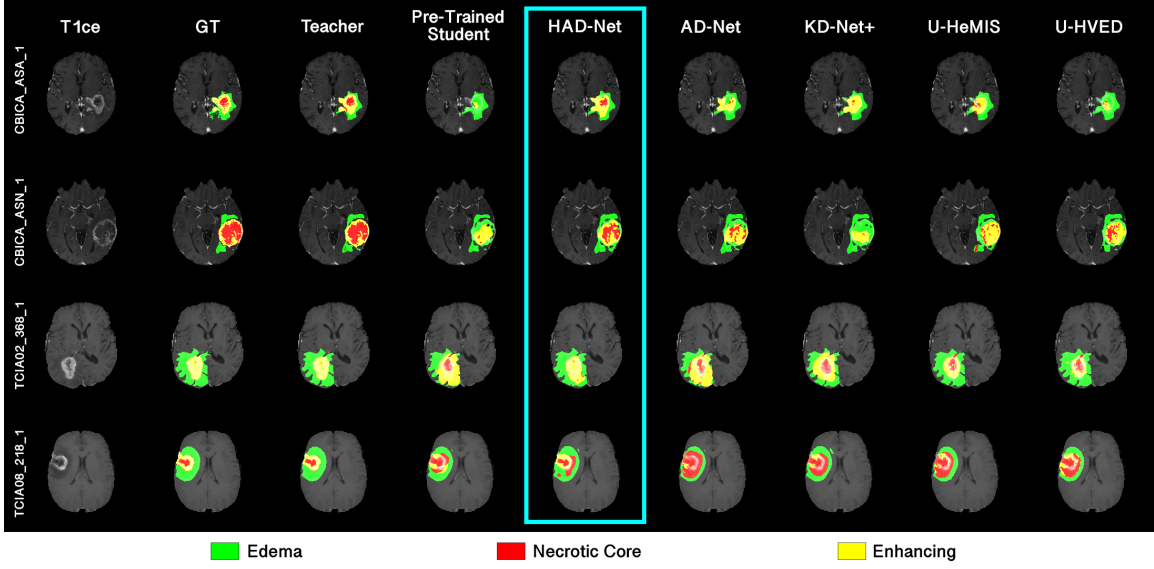 T1ce GT Teacher Pre-Trained Student HAD-Net AD-Net KD-Net+ U-HeMIS U-HVED
CBICA_ASA_1
CBICA_ASN_1
TCIA02_368_1
TCIA08_218_1
Edema Necrotic Core Enhancing